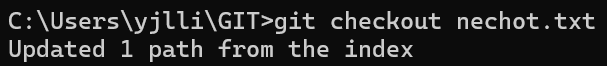 C:\Users\yjlli\GIT>git checkout nechot.txt
Updated 1 path from the index